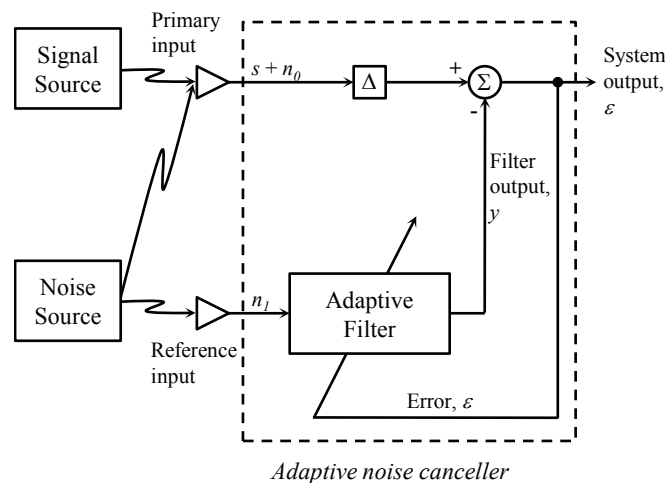 Signal
Source
Primary
input
s + n0
Δ
+
Σ
-
System
output,
ε
Filter
output,
y
Noise
Source
Reference
input
n1
Adaptive
Filter
Error, ε
Adaptive noise canceller